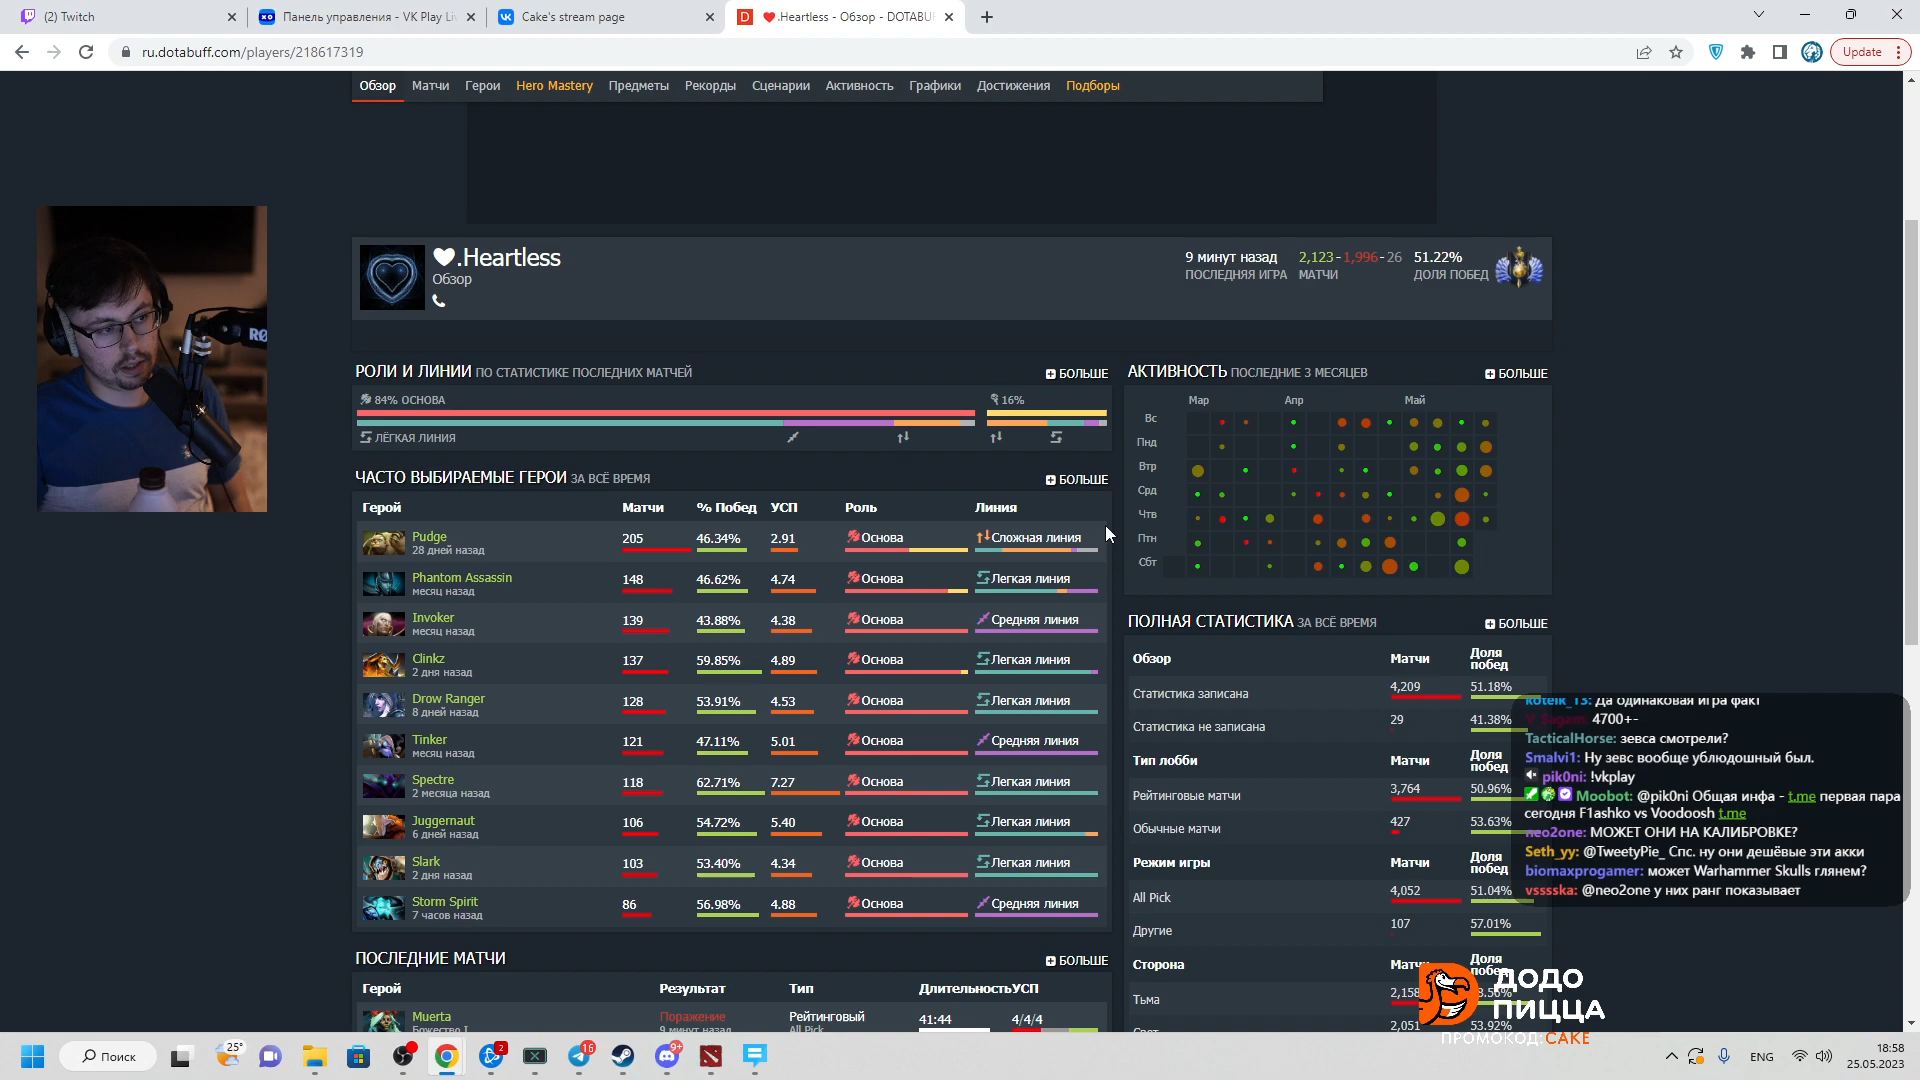 (2) Twitch
Панель управления - VK Play Li
Cake's stream page
❤️.Heartless - Обзор - DOTABUF
ru.dotabuff.com/players/218617319
Update
Обзор
Матчи
Герои
Hero Mastery
Предметы
Рекорды
Сценарии
Активность
Графики
Достижения
Подборы
❤.Heartless
Обзор
9 минут назад
ПОСЛЕДНЯЯ ИГРА
2,123-1,996-26
МАТЧИ
51.22%
ДОЛЯ ПОБЕД
РОЛИ И ЛИНИИ ПО СТАТИСТИКЕ ПОСЛЕДНИХ МАТЧЕЙ
БОЛЬШЕ
84% ОСНОВА
16%
ЛЁГКАЯ ЛИНИЯ
ЧАСТО ВЫБИРАЕМЫЕ ГЕРОИ ЗА ВСЁ ВРЕМЯ
БОЛЬШЕ
Герой Матчи % Побед УСП Роль Линия
Pudge 205 46.34% 2.91 Основа Сложная линия
28 дней назад
Phantom Assassin 148 46.62% 4.74 Основа Легкая линия
месяц назад
Invoker 139 43.88% 4.38 Основа Средняя линия
месяц назад
Clinkz 137 59.85% 4.89 Основа Легкая линия
2 дня назад
Drow Ranger 128 53.91% 4.53 Основа Легкая линия
8 дней назад
Tinker 121 47.11% 5.01 Основа Средняя линия
месяц назад
Spectre 118 62.71% 7.27 Основа Легкая линия
2 месяца назад
Juggernaut 106 54.72% 5.40 Основа Легкая линия
6 дней назад
Slark 103 53.40% 4.34 Основа Легкая линия
2 дня назад
Storm Spirit 86 56.98% 4.88 Основа Средняя линия
7 часов назад
ПОСЛЕДНИЕ МАТЧИ
БОЛЬШЕ
Герой Результат Тип Длительность УСП
Muerta Поражение Рейтинговый 41:44 4/4/4
Божество I 9 минут назад All Pick
АКТИВНОСТЬ ПОСЛЕДНИЕ 3 МЕСЯЦЕВ
БОЛЬШЕ
Мар Апр Май
Вс
Пнд
Втр
Срд
Чтв
Птн
Сбт
ПОЛНАЯ СТАТИСТИКА ЗА ВСЁ ВРЕМЯ
БОЛЬШЕ
Обзор Матчи Доля побед
Статистика записана 4,209 51.18%
Статистика не записана 29 41.38%
Тип лобби Матчи Доля побед
Рейтинговые матчи 3,764 50.96%
Обычные матчи 427 53.63%
Режим игры Матчи Доля побед
All Pick 4,052 51.04%
Другие 107 57.01%
Сторона Матч Доля
Тьма 2,158
Свет 2,051 53.92%
koteik_13: Да одинаковая игра факт
4700+-
TacticalHorse: зевса смотрели?
Smalvi1: Ну зевс вообще ублюдошный был.
pik0ni: !vkplay
Moobot: @pik0ni Общая инфа - t.me первая пара
сегодня F1ashko vs Voodoosh t.me
neo2one: МОЖЕТ ОНИ НА КАЛИБРОВКЕ?
Seth_yy: @TweetyPie_ Спс. ну они дешёвые эти акки
biomaxprogamer: может Warhammer Skulls глянем?
vsssska: @neo2one у них ранг показывает
ДОДО
ПИЦЦА
ПРОМОКОД:CAKE
Поиск
25°
2
16
9+
ENG
18:58
25.05.2023